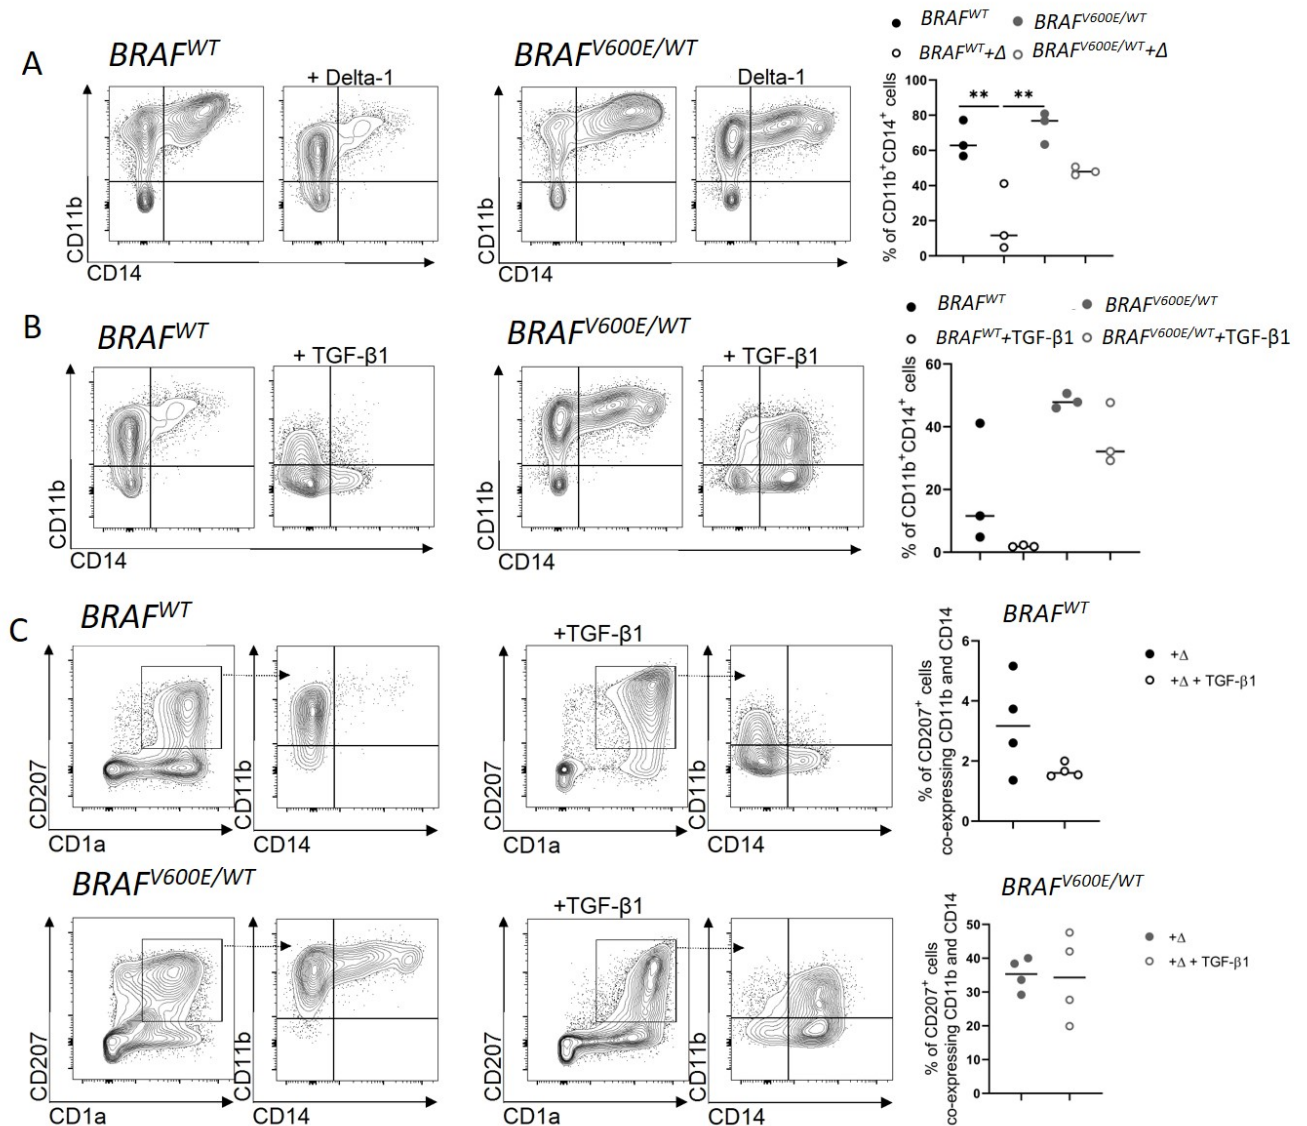 A
BRAF^WT
+ Delta-1
BRAF^V600E/WT
Delta-1
CD11b
CD14
CD11b
CD14
BRAF^WT
BRAF^V600E/WT
BRAF^WT+Δ
BRAF^V600E/WT+Δ
% of CD11b+CD14+ cells
100
80
60
40
20
0
** **
B
BRAF^WT
+ TGF-β1
BRAF^V600E/WT
+ TGF-β1
CD11b
CD14
CD11b
CD14
BRAF^WT
BRAF^V600E/WT
BRAF^WT+TGF-β1
BRAF^V600E/WT+TGF-β1
% of CD11b+CD14+ cells
60
40
20
0
C
BRAF^WT
+TGF-β1
CD207
CD1a
CD11b
CD14
CD207
CD1a
CD11b
CD14
BRAF^WT
% of CD207+ cells
co-expressing CD11b and CD14
6
4
2
0
+Δ
+Δ + TGF-β1
BRAF^V600E/WT
+TGF-β1
CD207
CD1a
CD11b
CD14
CD207
CD1a
CD11b
CD14
BRAF^V600E/WT
% of CD207+ cells
co-expressing CD11b and CD14
50
40
30
20
10
0
+Δ
+Δ + TGF-β1